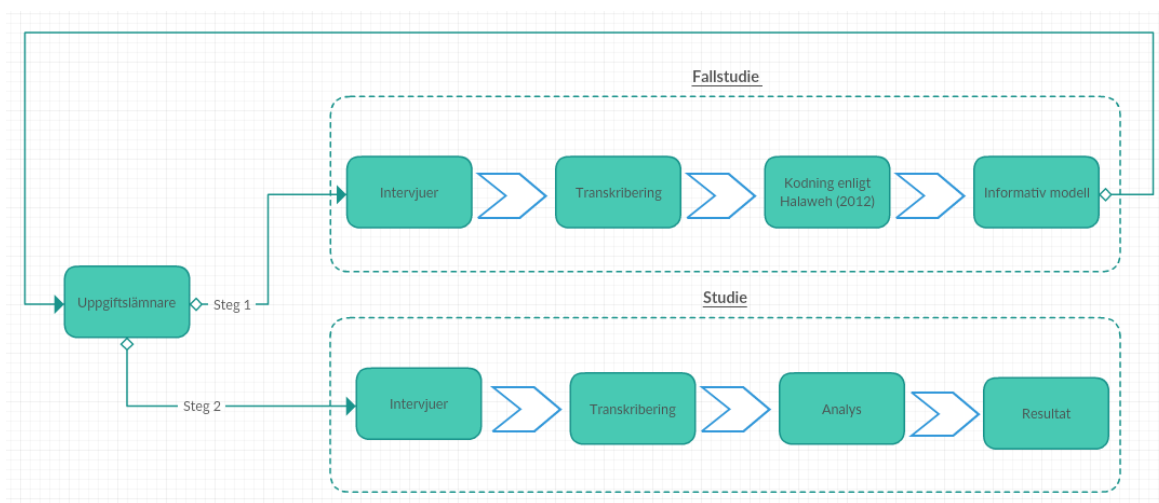 Fallstudie
Intervjuer
Transkribering
Kodning enligt
Halaweh (2012)
Informativ modell
Uppgiftslämnare
Steg 1
Studie
Steg 2
Intervjuer
Transkribering
Analys
Resultat